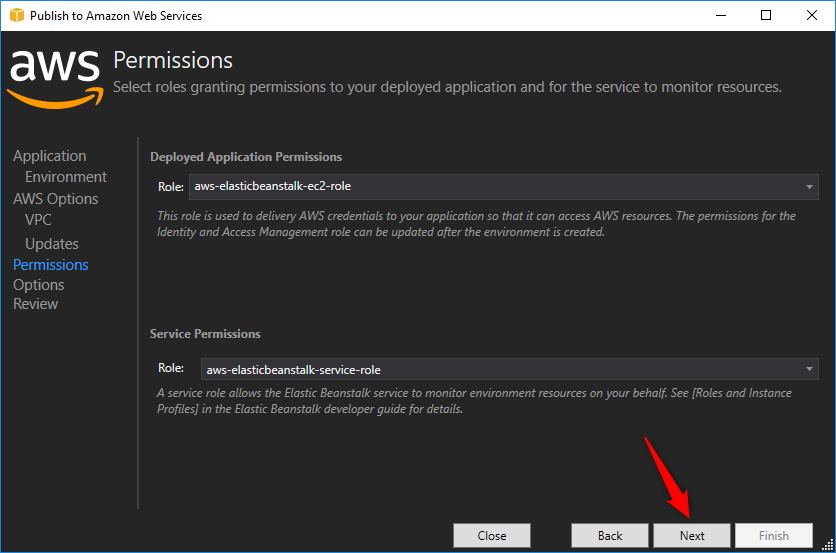 Publish to Amazon Web Services
aws
Permissions
Select roles granting permissions to your deployed application and for the service to monitor resources.
Application
Environment
AWS Options
VPC
Updates
Permissions
Options
Review
Deployed Application Permissions
Role: aws-elasticbeanstalk-ec2-role
This role is used to delivery AWS credentials to your application so that it can access AWS resources. The permissions for the
Identity and Access Management role can be updated after the environment is created.
Service Permissions
Role: aws-elasticbeanstalk-service-role
A service role allows the Elastic Beanstalk service to monitor environment resources on your behalf. See [Roles and Instance
Profiles] in the Elastic Beanstalk developer guide for details.
Close Back Next Finish